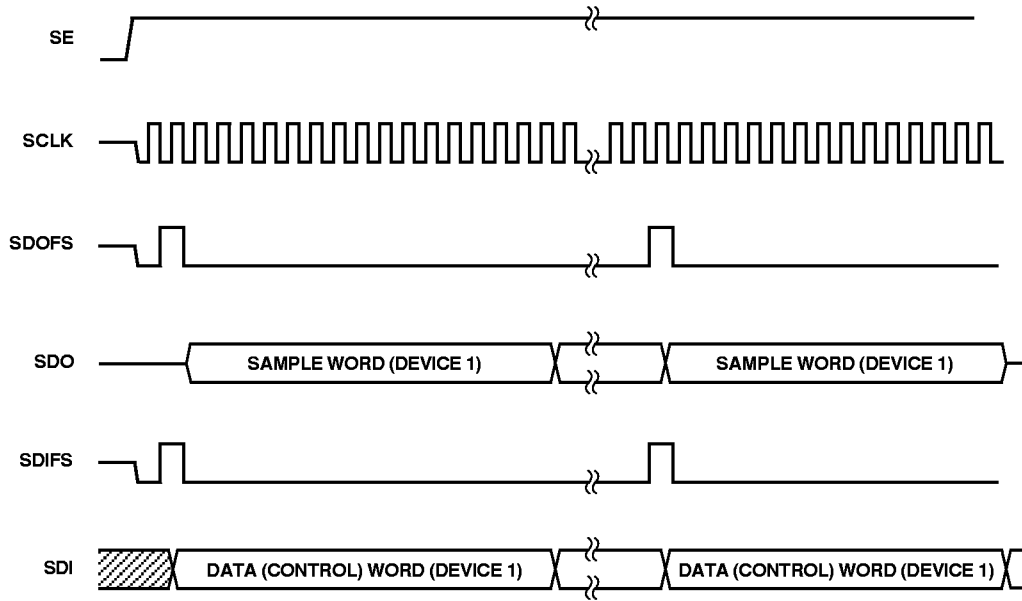 SE
SCLK
SDOFS
SDO
SAMPLE WORD (DEVICE 1)
SAMPLE WORD (DEVICE 1)
SDIFS
SDI
DATA (CONTROL) WORD (DEVICE 1)
DATA (CONTROL) WORD (DEVICE 1)